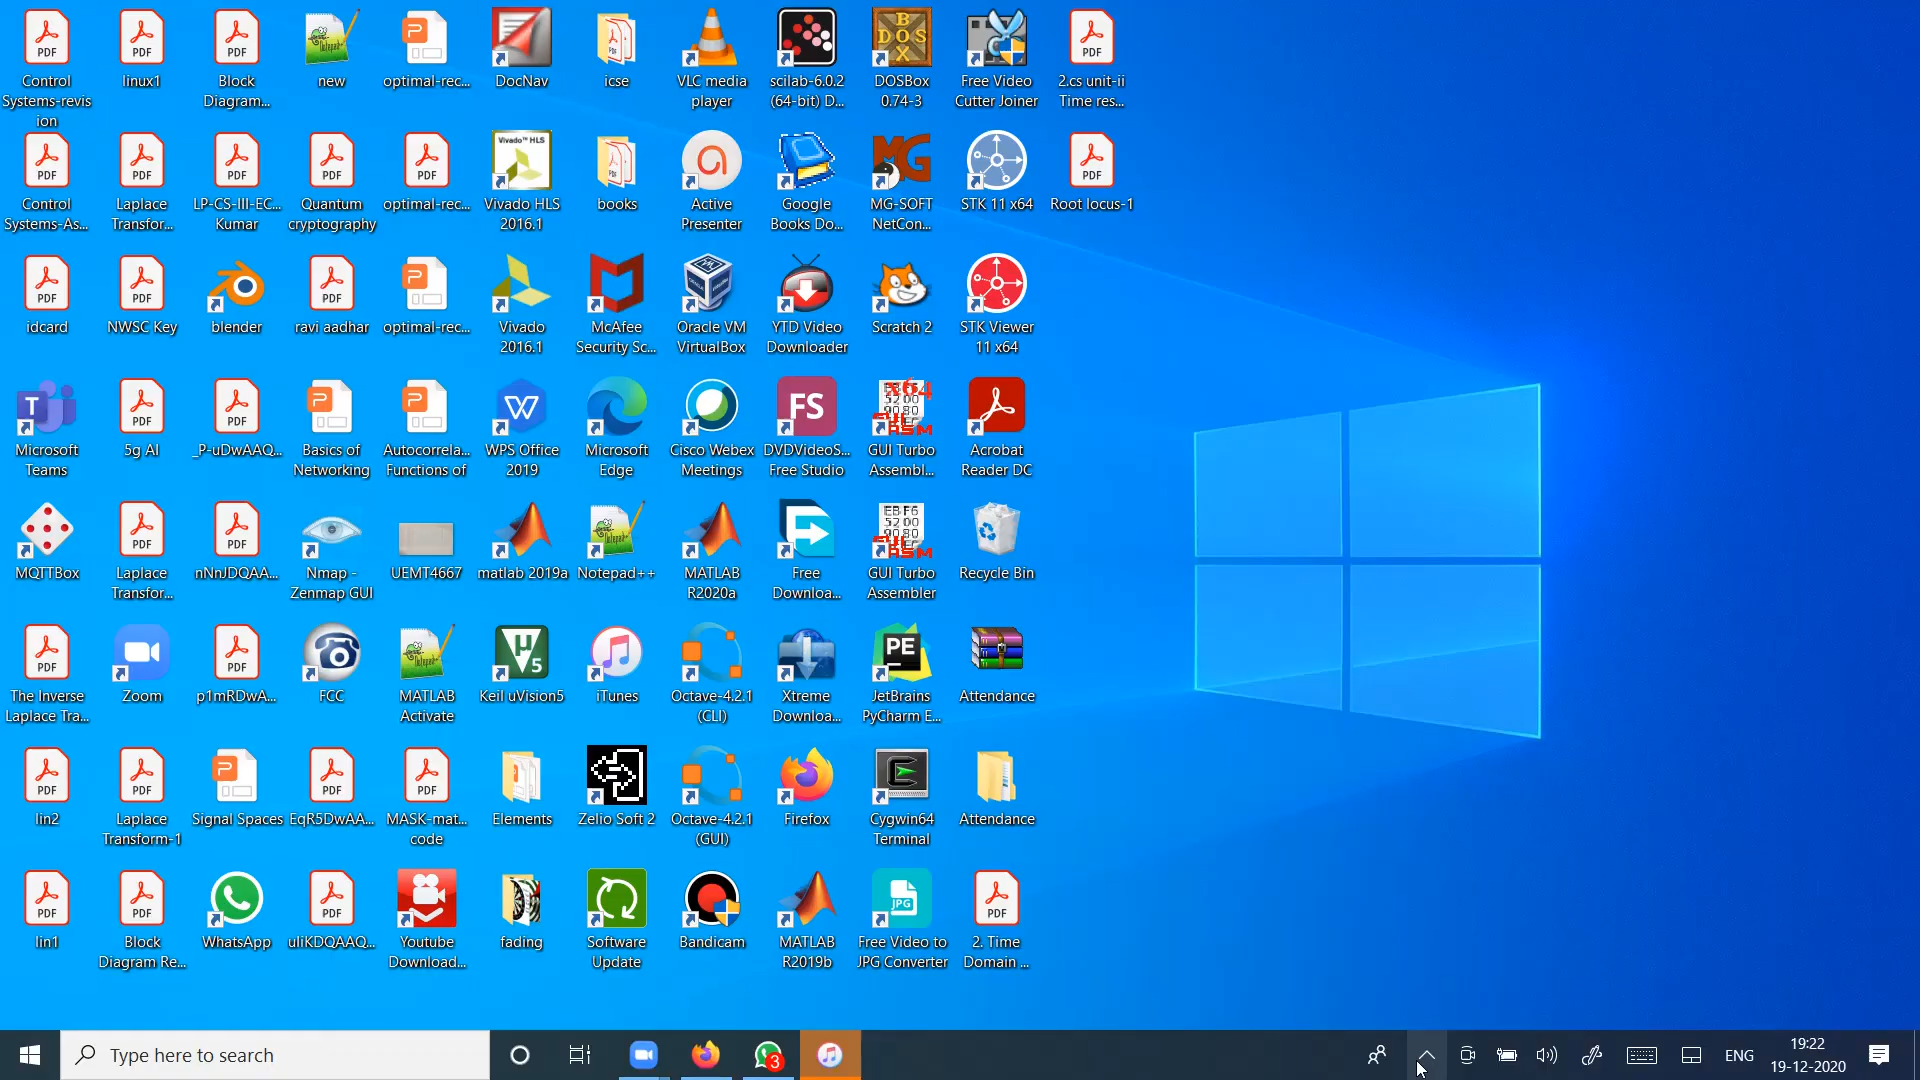 Control
Systems-revis
ion
linux1
Block
Diagram...
new
optimal-rec...
DocNav
icse
VLC media
player
scilab-6.0.2
(64-bit) D...
DOSBox
0.74-3
Free Video
Cutter Joiner
2.cs unit-ii
Time res...
Control
Systems-As...
Laplace
Transfor...
LP-CS-III-EC...
Kumar
Quantum
cryptography
optimal-rec...
Vivado HLS
2016.1
books
Active
Presenter
Google
Books Do...
MG-SOFT
NetCon...
STK 11 x64
Root locus-1
idcard
NWSC Key
blender
ravi aadhar
optimal-rec...
Vivado
2016.1
McAfee
Security Sc...
Oracle VM
VirtualBox
YTD Video
Downloader
Scratch 2
STK Viewer
11 x64
Microsoft
Teams
5g AI
_P-uDwAAQ...
Basics of
Networking
Autocorrela...
Functions of
WPS Office
2019
Microsoft
Edge
Cisco Webex
Meetings
DVDVideoS...
Free Studio
GUI Turbo
Assembl...
Acrobat
Reader DC
MQTTBox
Laplace
Transfor...
nNnJDQAA...
Nmap -
Zenmap GUI
UEMT4667
matlab 2019a
Notepad++
MATLAB
R2020a
Free
Downloa...
GUI Turbo
Assembler
Recycle Bin
The Inverse
Laplace Tra...
Zoom
p1mRDwA...
FCC
MATLAB
Activate
Keil uVision5
iTunes
Octave-4.2.1
(CLI)
Xtreme
Downloa...
JetBrains
PyCharm E...
Attendance
lin2
Laplace
Transform-1
Signal Spaces
EqR5DwAA...
MASK-mat...
code
Elements
Zelio Soft 2
Octave-4.2.1
(GUI)
Firefox
Cygwin64
Terminal
Attendance
lin1
Block
Diagram Re...
WhatsApp
uliKDQAAQ...
Youtube
Download...
fading
Software
Update
Bandicam
MATLAB
R2019b
Free Video to
JPG Converter
2. Time
Domain ...
Type here to search
3
ENG
19:22
19-12-2020